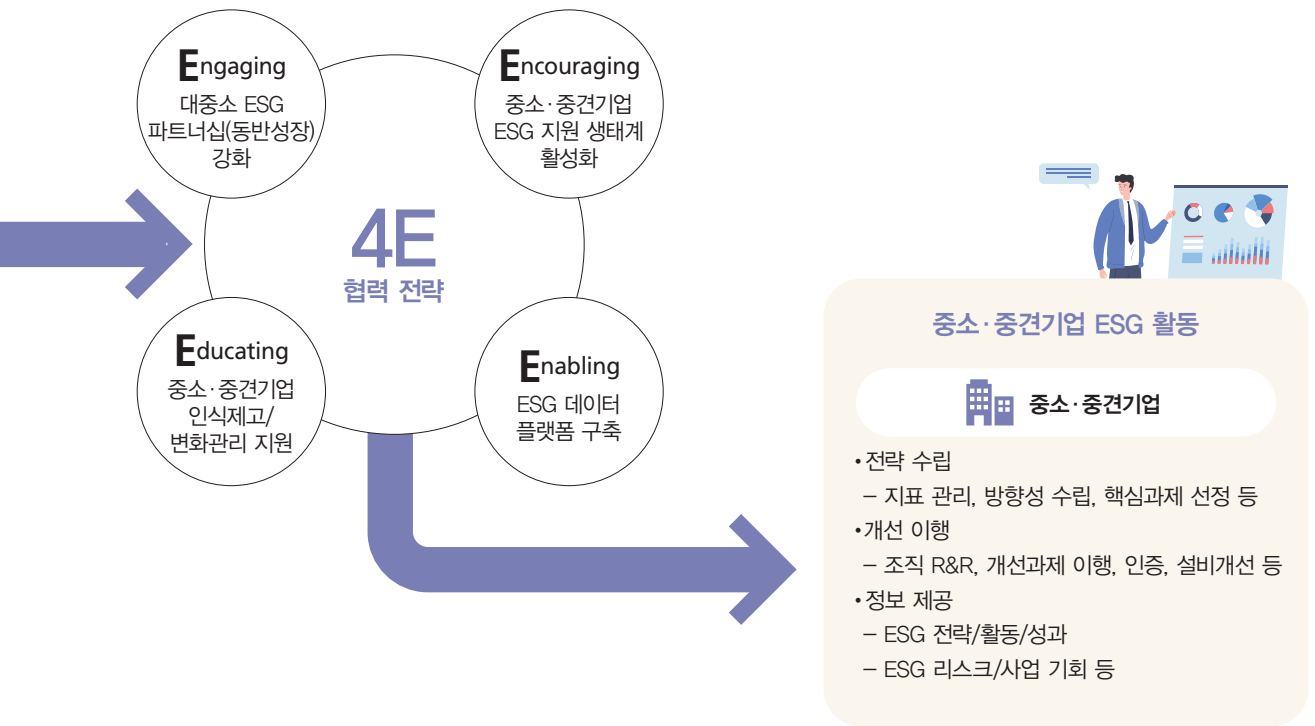 Engaging
대중소 ESG
파트너십(동반성장)
강화
Encouraging
중소·중견기업
ESG 지원 생태계
활성화
4E
협력 전략
Educating
중소·중견기업
인식제고/
변화관리 지원
Enabling
ESG 데이터
플랫폼 구축
중소·중견기업 ESG 활동
중소·중견기업
•전략 수립
– 지표 관리, 방향성 수립, 핵심과제 선정 등
•개선 이행
– 조직 R&R, 개선과제 이행, 인증, 설비개선 등
•정보 제공
– ESG 전략/활동/성과
– ESG 리스크/사업 기회 등